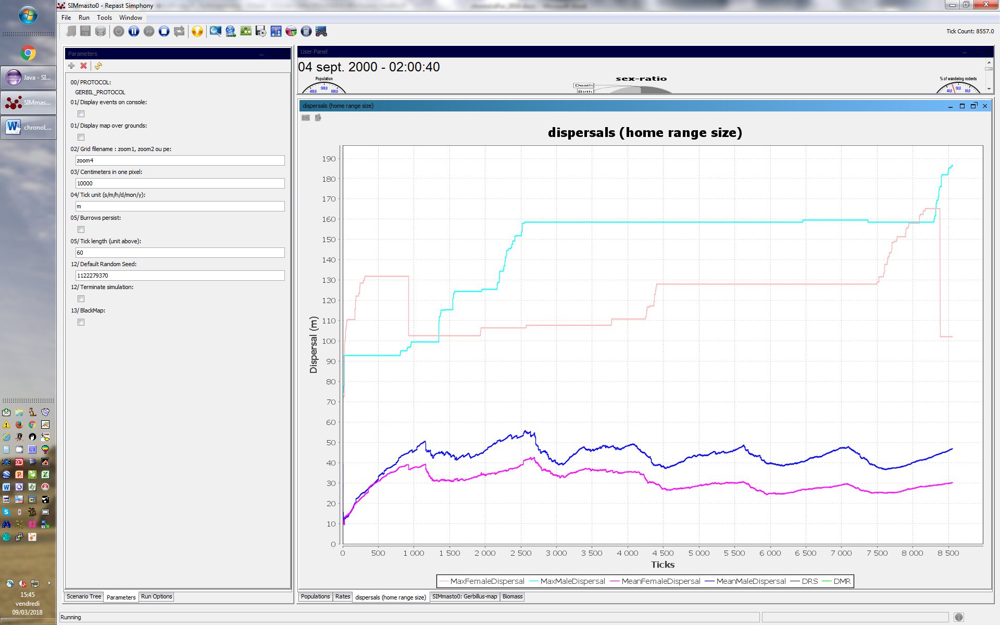 SIMmasto0 - Repast Simphony
File Run Tools Window
Tick Count: 8557.0
Java - SI...
SIMmas...
chronoL...
15:45
vendredi
09/03/2018
Parameters
00/ PROTOCOL:
GERBIL_PROTOCOL
01/ Display events on console:
01/ Display map over grounds:
02/ Grid filename : zoom1, zoom2 ou pe:
zoom4
03/ Centimeters in one pixel:
10000
04/ Tick unit (s/m/h/d/mon/y):
m
05/ Burrows persist:
05/ Tick length (unit above):
60
12/ Default Random Seed:
1122279370
12/ Terminate simulation:
13/ BlackMap:
Scenario Tree Parameters Run Options
User Panel
04 sept. 2000 - 02:00:40
Population
400,0 500,0 600,0
sex-ratio
Death
Birth
% of wandering rodents
40,0 50,0 60,0
dispersals (home range size)
dispersals (home range size)
190
180
170
160
150
140
130
120
110
100
90
80
70
60
50
40
30
20
10
0
Dispersal (m)
0 500 1 000 1 500 2 000 2 500 3 000 3 500 4 000 4 500 5 000 5 500 6 000 6 500 7 000 7 500 8 000 8 500
Ticks
MaxFemaleDispersal MaxMaleDispersal MeanFemaleDispersal MeanMaleDispersal DRS DMR
Populations Rates dispersals (home range size) SIMmasto0: Gerbillus-map Biomass
Running